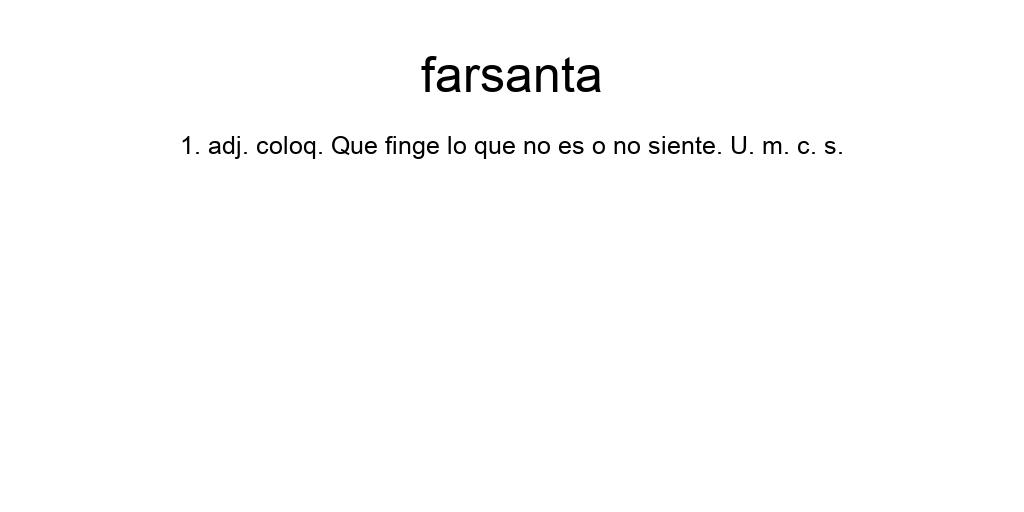 farsanta
1. adj. coloq. Que finge lo que no es o no siente. U. m. c. s.